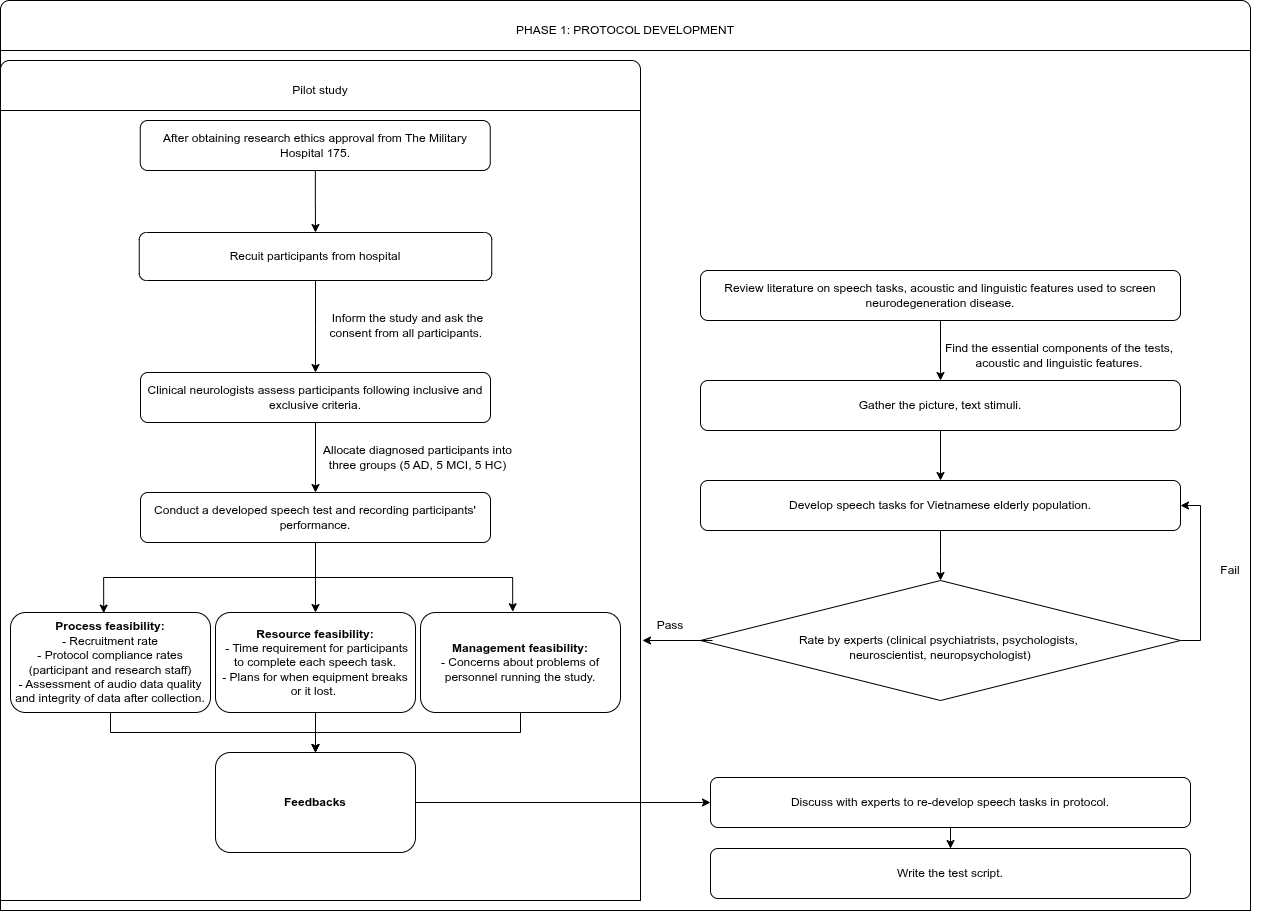 PHASE 1: PROTOCOL DEVELOPMENT
Pilot study
After obtaining research ethics approval from The Military
Hospital 175.
Recuit participants from hospital
Inform the study and ask the
consent from all participants.
Clinical neurologists assess participants following inclusive and
exclusive criteria.
Allocate diagnosed participants into
three groups (5 AD, 5 MCI, 5 HC)
Conduct a developed speech test and recording participants'
performance.
Process feasibility:
- Recruitment rate
- Protocol compliance rates
(participant and research staff)
- Assessment of audio data quality
and integrity of data after collection.
Resource feasibility:
- Time requirement for participants
to complete each speech task.
- Plans for when equipment breaks
or it lost.
Management feasibility:
- Concerns about problems of
personnel running the study.
Feedbacks
Review literature on speech tasks, acoustic and linguistic features used to screen
neurodegeneration disease.
Find the essential components of the tests,
acoustic and linguistic features.
Gather the picture, text stimuli.
Develop speech tasks for Vietnamese elderly population.
Fail
Pass
Rate by experts (clinical psychiatrists, psychologists,
neuroscientist, neuropsychologist)
Discuss with experts to re-develop speech tasks in protocol.
Write the test script.